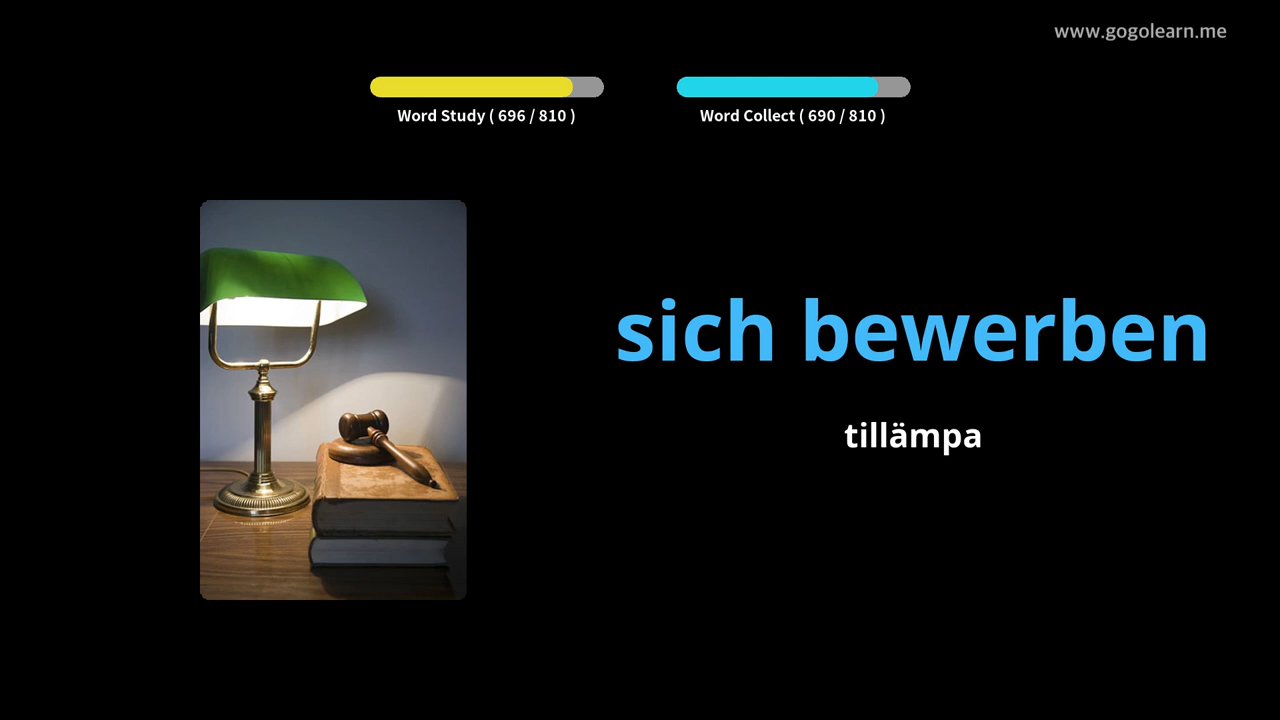 www.gogolearn.me
Word Study ( 696 / 810 )
Word Collect ( 690 / 810 )
sich bewerben
tillämpa